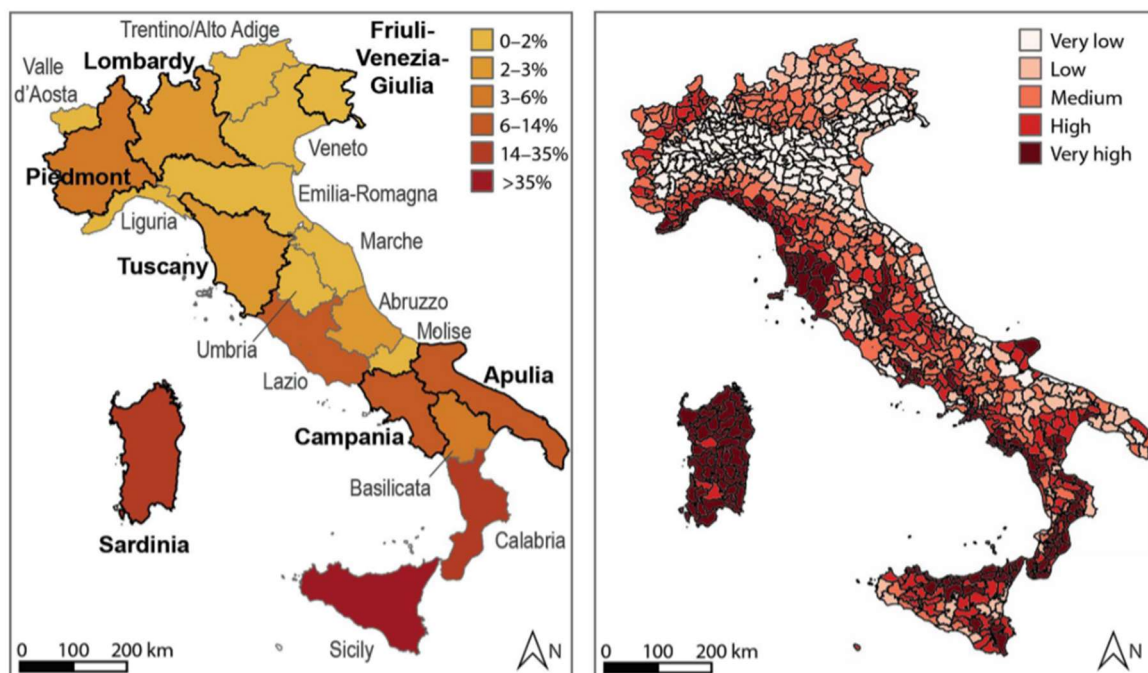 Trentino/Alto Adige
Friuli-
Venezia-
Giulia
Lombardy
Valle
d'Aosta
0–2%
2–3%
3–6%
6–14%
14–35%
>35%
Veneto
Piedmont
Emilia-Romagna
Liguria
Marche
Tuscany
Abruzzo
Molise
Umbria
Lazio
Apulia
Campania
Basilicata
Sardinia
Calabria
Sicily
0 100 200 km
N
Very low
Low
Medium
High
Very high
0 100 200 km
N